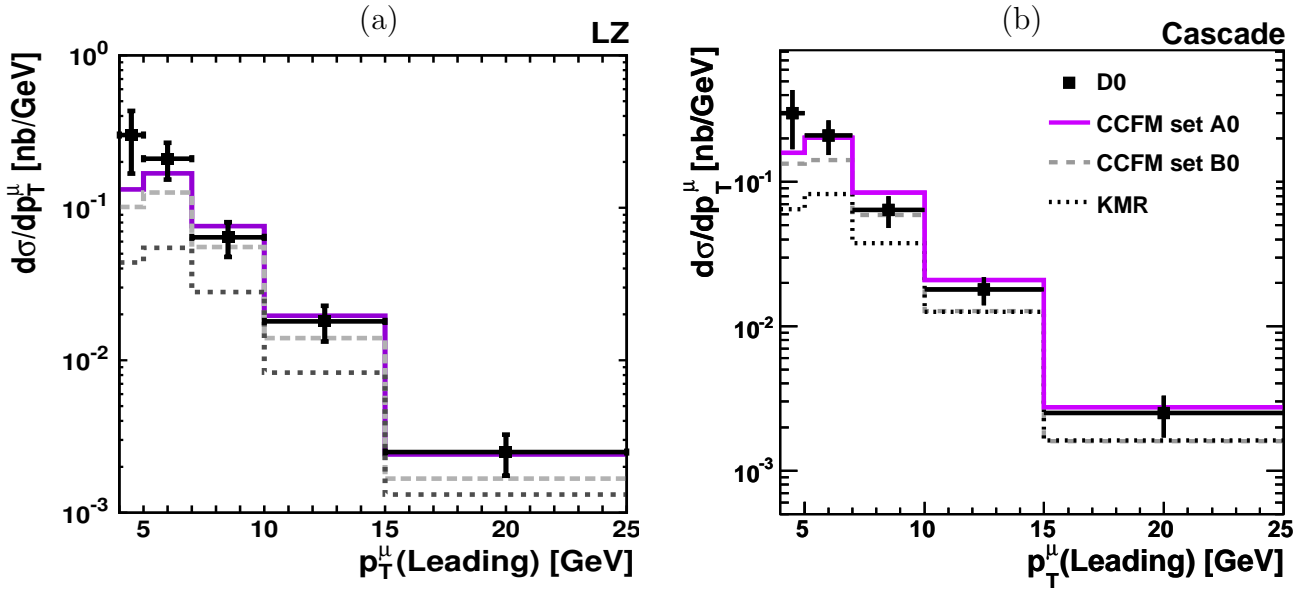 (a)
LZ
dσ/dp_T^μ [nb/GeV]
10^0
10^-1
10^-2
10^-3
5 10 15 20 25
p_T^μ(Leading) [GeV]
(b)
Cascade
D0
CCFM set A0
CCFM set B0
KMR
dσ/dp_T^μ [nb/GeV]
10^-1
10^-2
10^-3
5 10 15 20 25
p_T^μ(Leading) [GeV]